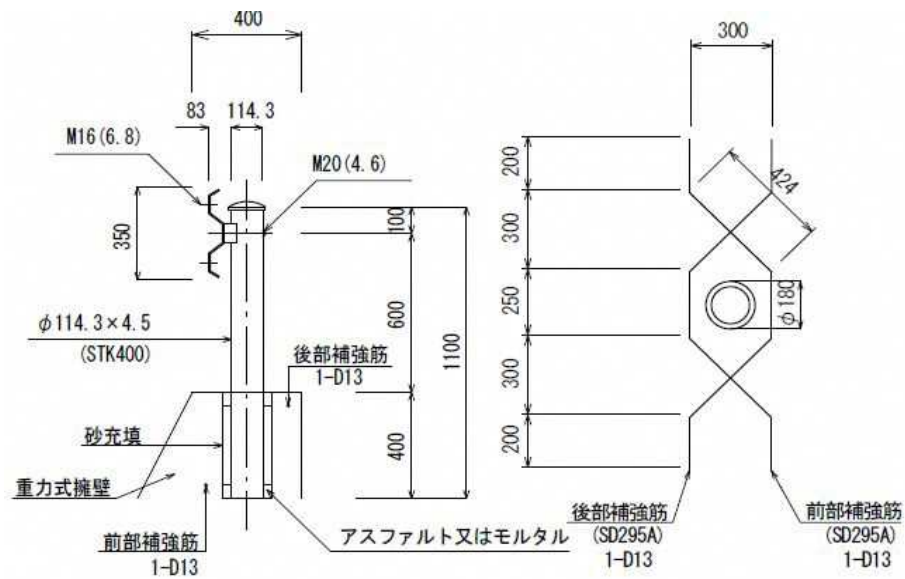 400
83
114.3
M16(6.8)
M20(4.6)
350
100
600
1100
φ114.3×4.5
(STK400)
後部補強筋
1-D13
砂充填
400
重力式擁壁
前部補強筋
1-D13
アスファルト又はモルタル
300
200
424
300
250
φ180
300
200
後部補強筋
(SD295A)
1-D13
前部補強筋
(SD295A)
1-D13